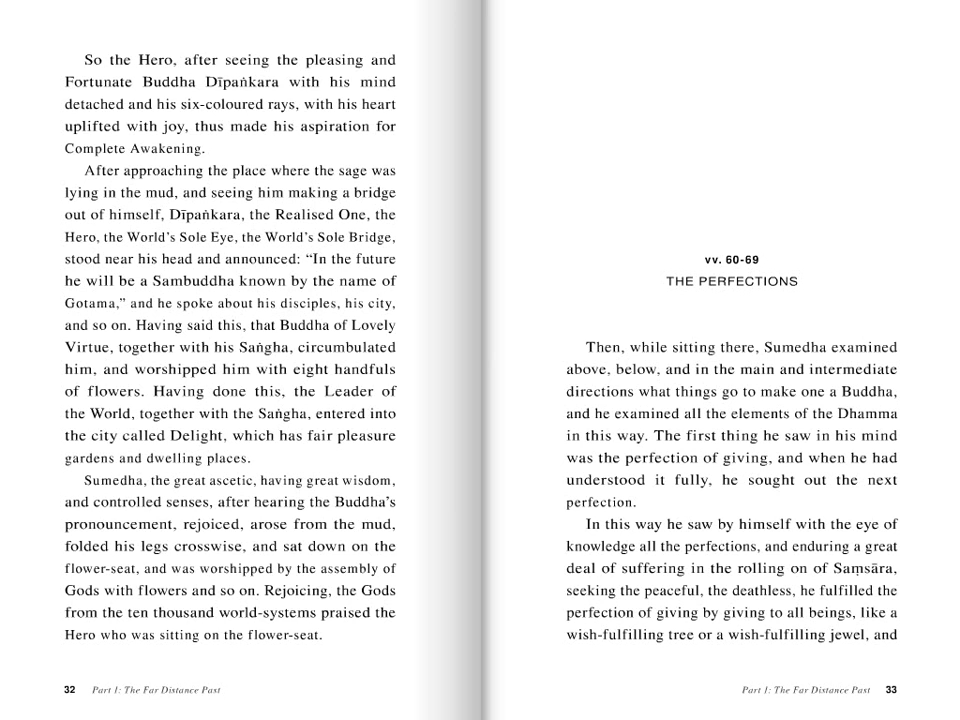 So the Hero, after seeing the pleasing and
Fortunate Buddha Dīpaṅkara with his mind
detached and his six-coloured rays, with his heart
uplifted with joy, thus made his aspiration for
Complete Awakening.
After approaching the place where the sage was
lying in the mud, and seeing him making a bridge
out of himself, Dīpaṅkara, the Realised One, the
Hero, the World’s Sole Eye, the World’s Sole Bridge,
stood near his head and announced: “In the future
he will be a Sambuddha known by the name of
Gotama,” and he spoke about his disciples, his city,
and so on. Having said this, that Buddha of Lovely
Virtue, together with his Saṅgha, circumbulated
him, and worshipped him with eight handfuls
of flowers. Having done this, the Leader of
the World, together with the Saṅgha, entered into
the city called Delight, which has fair pleasure
gardens and dwelling places.
Sumedha, the great ascetic, having great wisdom,
and controlled senses, after hearing the Buddha’s
pronouncement, rejoiced, arose from the mud,
folded his legs crosswise, and sat down on the
flower-seat, and was worshipped by the assembly of
Gods with flowers and so on. Rejoicing, the Gods
from the ten thousand world-systems praised the
Hero who was sitting on the flower-seat.
32 Part 1: The Far Distance Past
vv. 60-69
THE PERFECTIONS
Then, while sitting there, Sumedha examined
above, below, and in the main and intermediate
directions what things go to make one a Buddha,
and he examined all the elements of the Dhamma
in this way. The first thing he saw in his mind
was the perfection of giving, and when he had
understood it fully, he sought out the next
perfection.
In this way he saw by himself with the eye of
knowledge all the perfections, and enduring a great
deal of suffering in the rolling on of Saṃsāra,
seeking the peaceful, the deathless, he fulfilled the
perfection of giving by giving to all beings, like a
wish-fulfilling tree or a wish-fulfilling jewel, and
Part 1: The Far Distance Past 33